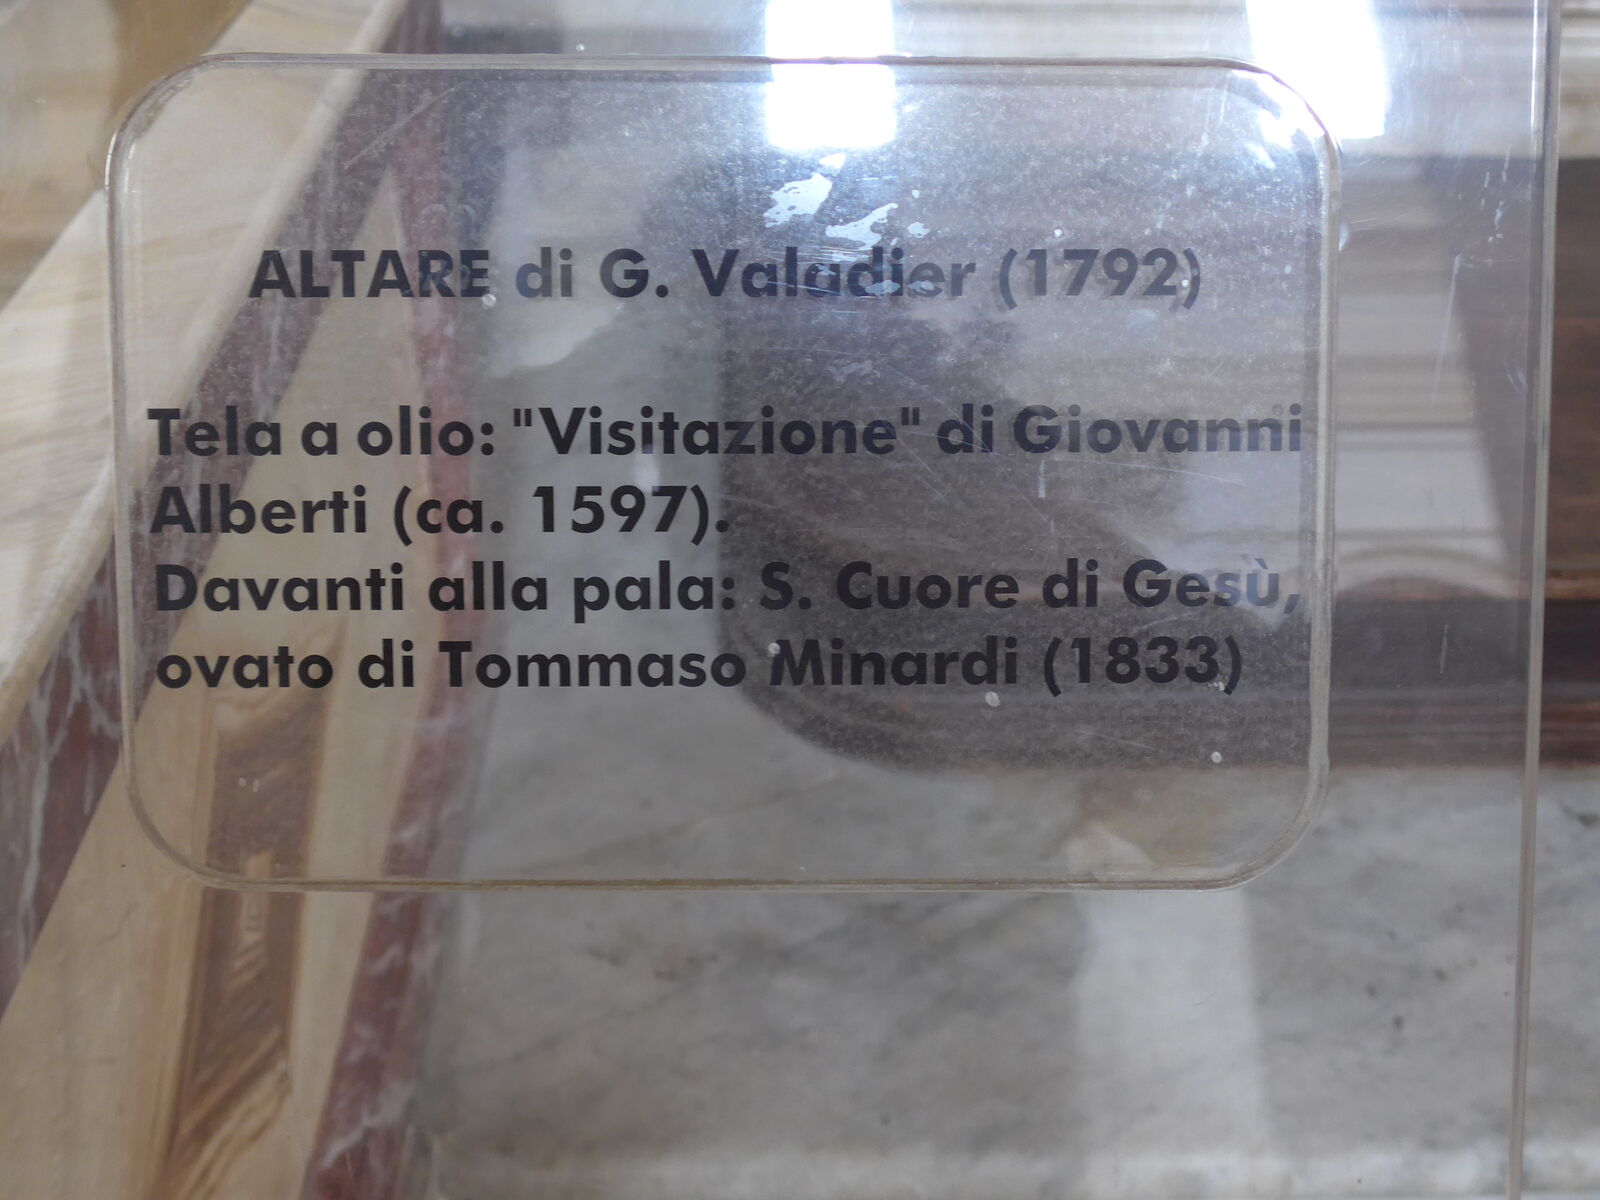 ALTARE di G. Valadier (1792)
Tela a olio: "Visitazione" di Giovanni
Alberti (ca. 1597).
Davanti alla pala: S. Cuore di Gesù,
ovato di Tommaso Minardi (1833)